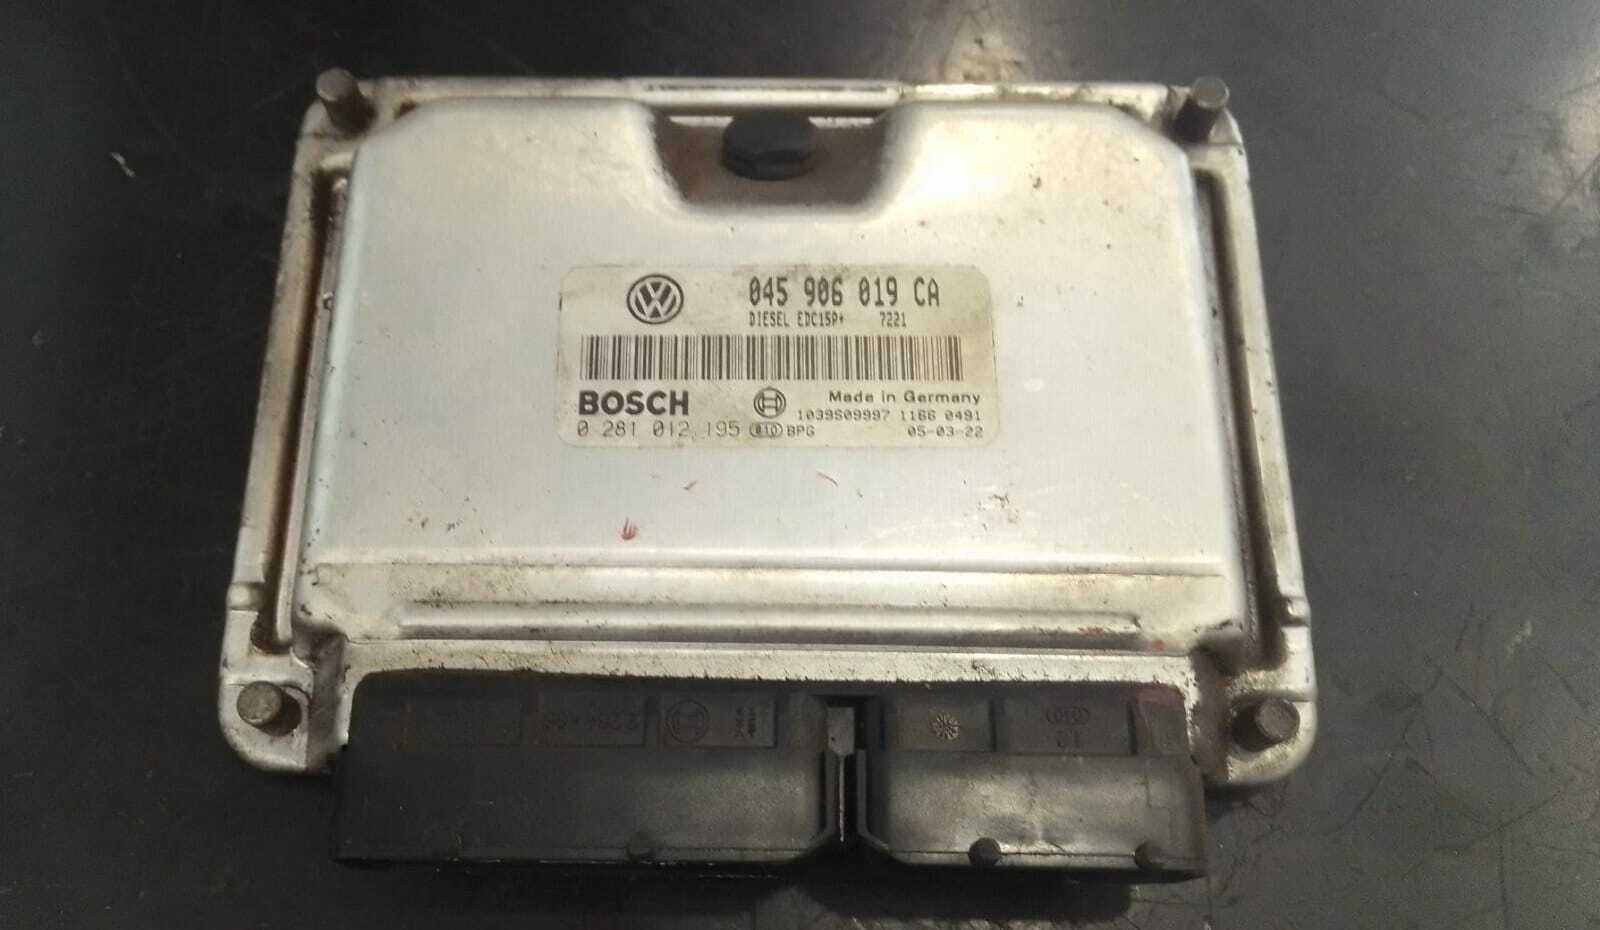 045 906 019 CA
DIESEL EDC15P+ 7221
BOSCH
Made in Germany
1039S09997 1166 0491
0 281 012 195 010 BPG 05-03-22